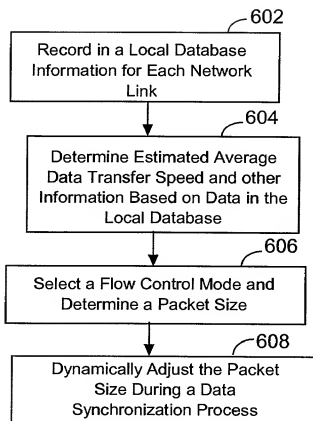 602
Record in a Local Database
Information for Each Network
Link
604
Determine Estimated Average
Data Transfer Speed and other
Information Based on Data in the
Local Database
606
Select a Flow Control Mode and
Determine a Packet Size
608
Dynamically Adjust the Packet
Size During a Data
Synchronization Process